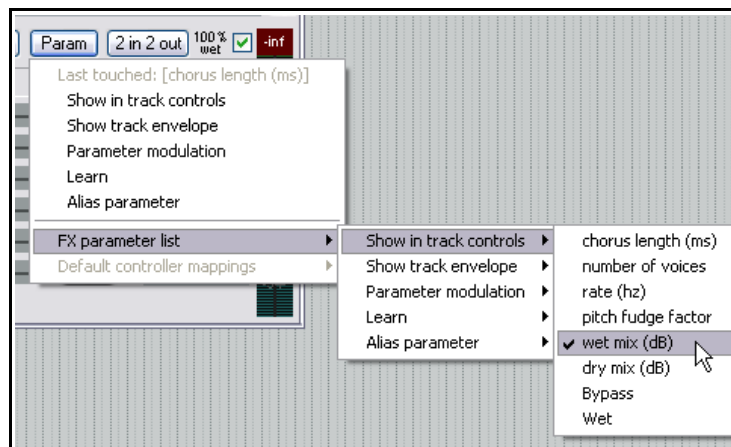 Param
2 in 2 out
100 %
wet
-inf
Last touched: [chorus length (ms)]
Show in track controls
Show track envelope
Parameter modulation
Learn
Alias parameter
FX parameter list
Default controller mappings
Show in track controls
Show track envelope
Parameter modulation
Learn
Alias parameter
chorus length (ms)
number of voices
rate (hz)
pitch fudge factor
wet mix (dB)
dry mix (dB)
Bypass
Wet